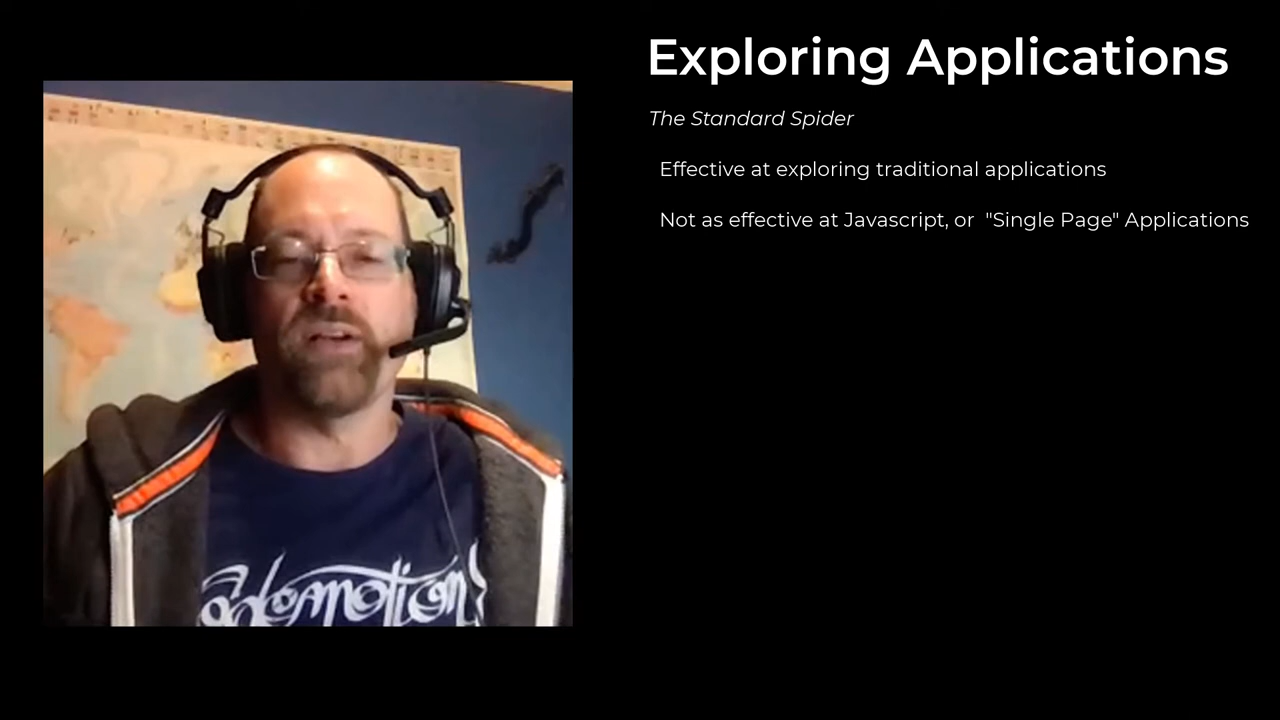 Exploring Applications
The Standard Spider
Effective at exploring traditional applications
Not as effective at Javascript, or "Single Page" Applications